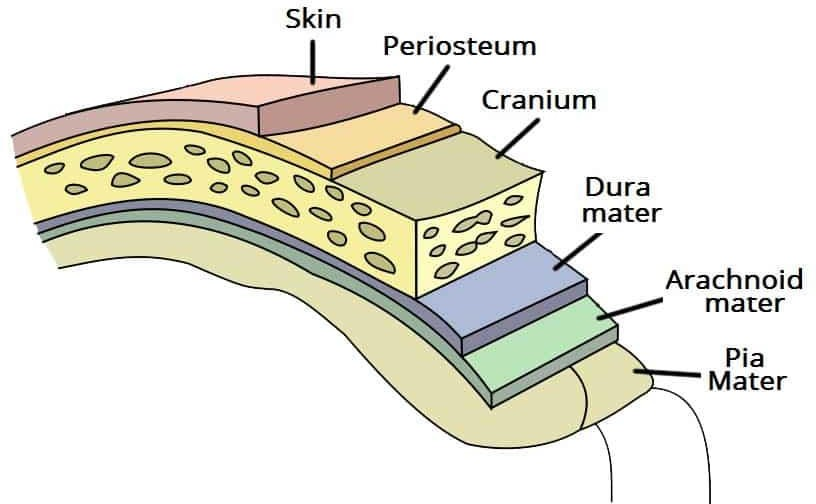 Skin
Periosteum
Cranium
Dura
mater
Arachnoid
mater
Pia
Mater